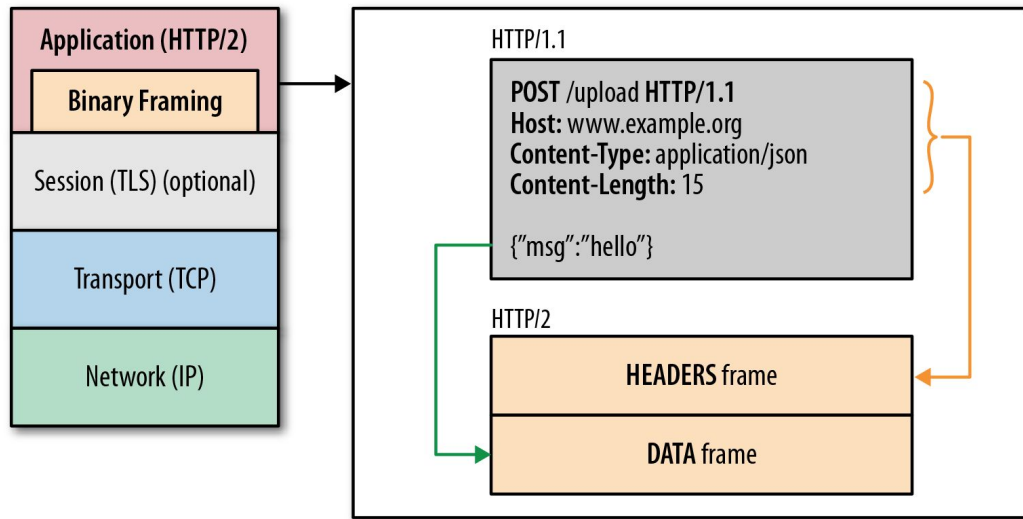 Application (HTTP/2)
Binary Framing
Session (TLS) (optional)
Transport (TCP)
Network (IP)
HTTP/1.1
POST /upload HTTP/1.1
Host: www.example.org
Content-Type: application/json
Content-Length: 15
{”msg”:”hello”}
HTTP/2
HEADERS frame
DATA frame